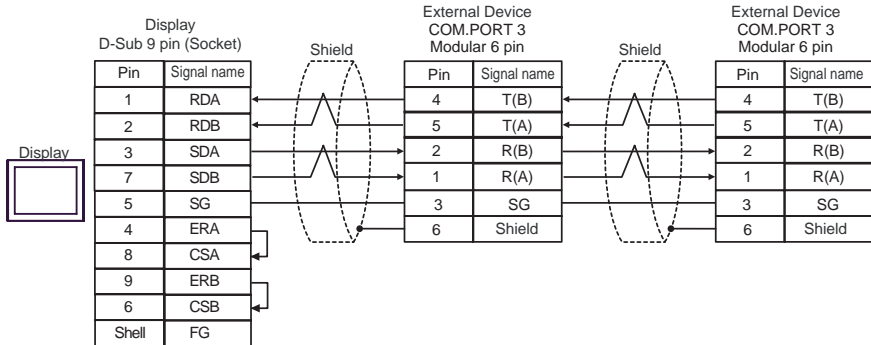 Display
D-Sub 9 pin (Socket)
Shield
External Device
COM.PORT 3
Modular 6 pin
Shield
External Device
COM.PORT 3
Modular 6 pin
Display
Pin Signal name
1 RDA
2 RDB
3 SDA
7 SDB
5 SG
4 ERA
8 CSA
9 ERB
6 CSB
Shell FG
Pin Signal name
4 T(B)
5 T(A)
2 R(B)
1 R(A)
3 SG
6 Shield
Pin Signal name
4 T(B)
5 T(A)
2 R(B)
1 R(A)
3 SG
6 Shield